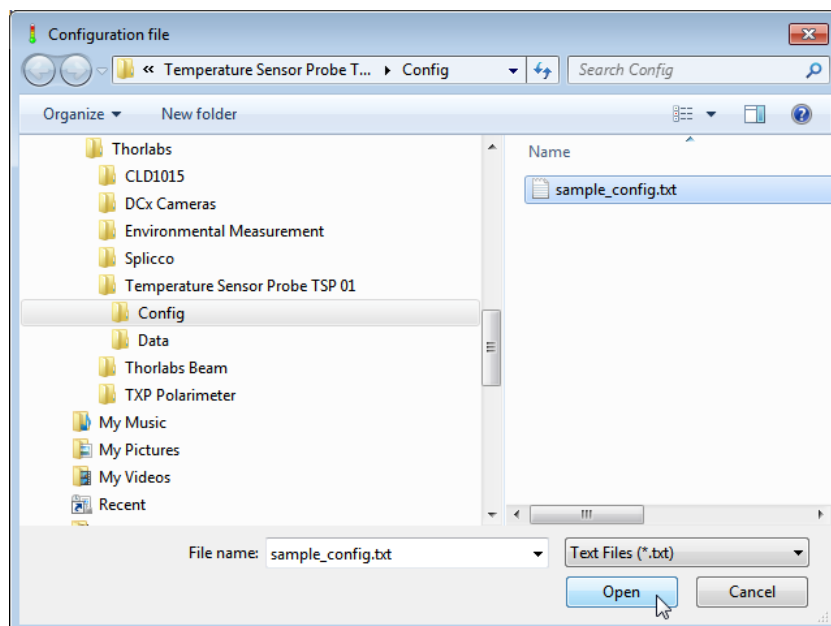 Configuration file
« Temperature Sensor Probe T... Config
Search Config
Organize
New folder
Thorlabs
CLD1015
DCx Cameras
Environmental Measurement
Splicco
Temperature Sensor Probe TSP 01
Config
Data
Thorlabs Beam
TXP Polarimeter
My Music
My Pictures
My Videos
Recent
Name
sample_config.txt
File name: sample_config.txt
Text Files (*.txt)
Open
Cancel